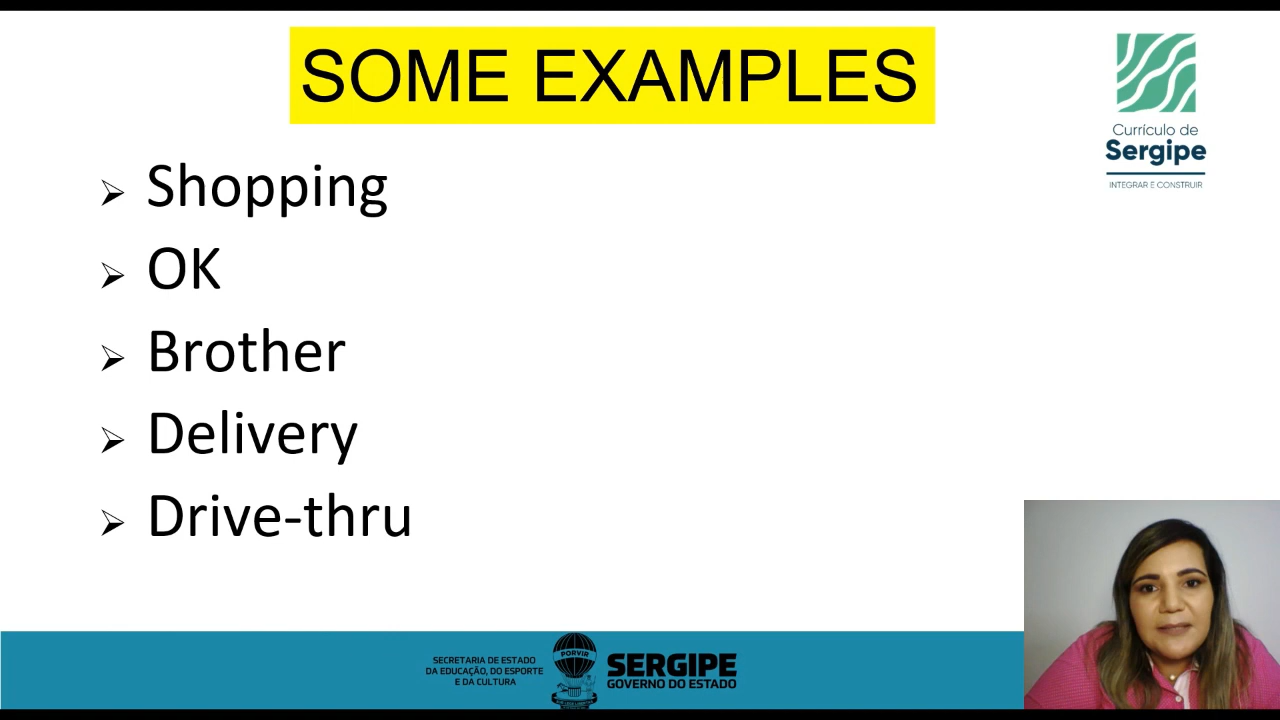 SOME EXAMPLES
Currículo de
Sergipe
INTEGRAR E CONSTRUIR
Shopping
OK
Brother
Delivery
Drive-thru
SECRETARIA DE ESTADO
DA EDUCAÇÃO, DO ESPORTE
E DA CULTURA
PORVIR
SERGIPE
GOVERNO DO ESTADO